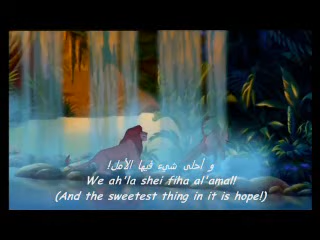 و أحلى شيء فيها الأمل!
We ah'la shei fiha al'amal!
(And the sweetest thing in it is hope!)